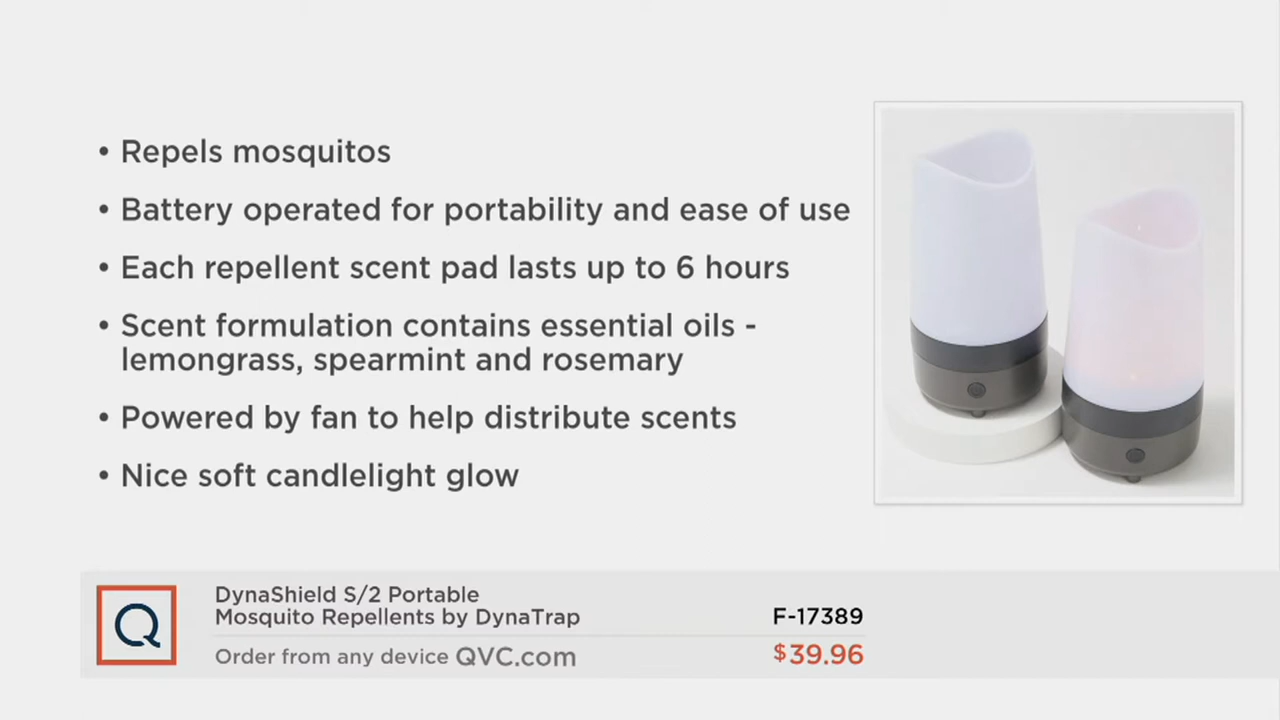 • Repels mosquitos
• Battery operated for portability and ease of use
• Each repellent scent pad lasts up to 6 hours
• Scent formulation contains essential oils -
lemongrass, spearmint and rosemary
• Powered by fan to help distribute scents
• Nice soft candlelight glow
Q
DynaShield S/2 Portable
Mosquito Repellents by DynaTrap F-17389
Order from any device QVC.com $39.96